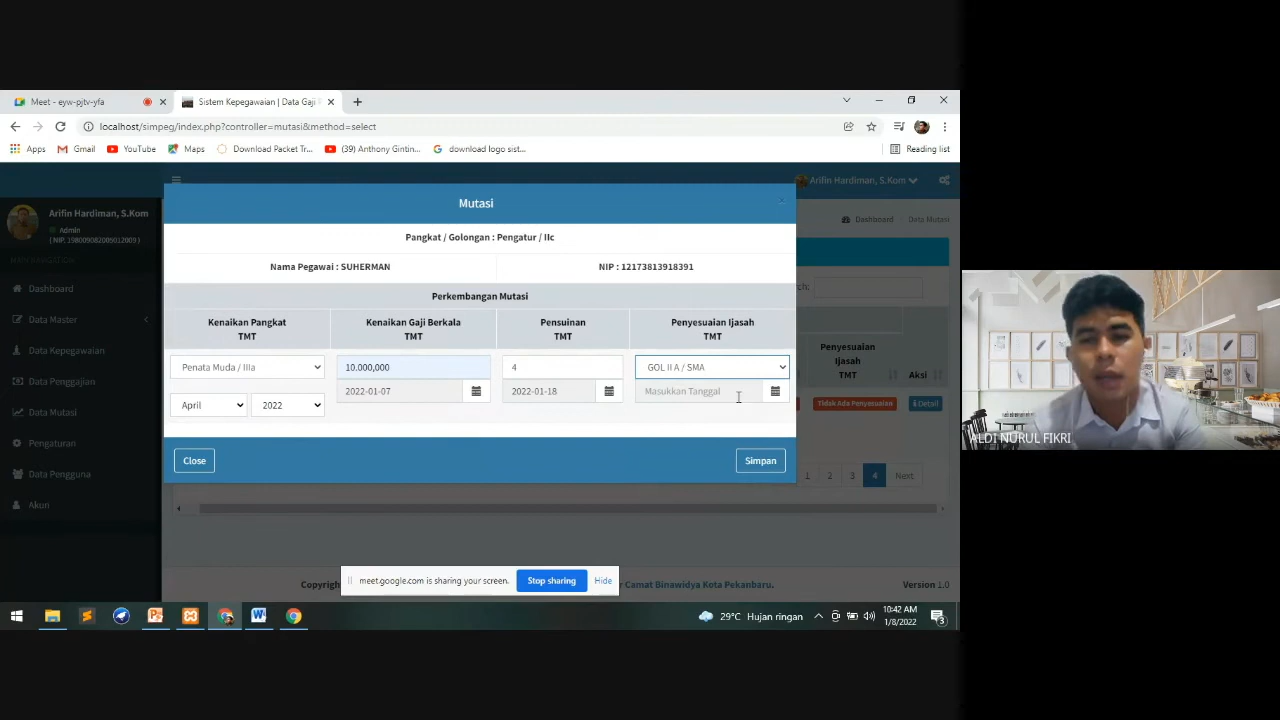 Meet - eyw-pjtv-yfa
Sistem Kepegawaian | Data Gaji
localhost/simpeg/index.php?controller=mutasi&method=select
Apps
Gmail
YouTube
Maps
Download Packet Tr...
(39) Anthony Gintin...
download logo sist...
Reading list
Arifin Hardiman, S.Kom
Admin
( NIP. 198009082005012009 )
MAIN NAVIGATION
Dashboard
Data Master
Data Kepegawaian
Data Penggajian
Data Mutasi
Pengaturan
Data Pengguna
Akun
Arifin Hardiman, S.Kom
Dashboard
Data Mutasi
Mutasi
Pangkat / Golongan : Pengatur / IIc
Nama Pegawai : SUHERMAN
NIP : 12173813918391
Perkembangan Mutasi
Kenaikan Pangkat
TMT
Kenaikan Gaji Berkala
TMT
Pensuinan
TMT
Penyesuaian Ijasah
TMT
Penata Muda / IIIa
10.000,000
4
GOL II A / SMA
2022-01-07
2022-01-18
Masukkan Tanggal
April
2022
Close
Simpan
Penyesuaian
Ijasah
TMT
Aksi
Tidak Ada Penyesuaian
Detail
1 2 3 4 Next
meet.google.com is sharing your screen.
Stop sharing
Hide
Camat Binawidya Kota Pekanbaru.
Version 1.0
29°C Hujan ringan
10:42 AM
1/8/2022
3
ALDI NURUL FIKRI